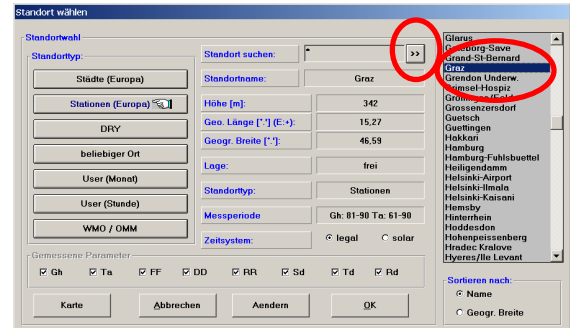 Standort wählen
Standortwahl
Standorttyp:
Städte (Europa)
Stationen (Europa)
DRY
beliebiger Ort
User (Monat)
User (Stunde)
WMO / OMM
Standort suchen: * >>
Standortname: Graz
Höhe [m]: 342
Geo. Länge [°.'] (E:+): 15,27
Geogr. Breite [°.']: 46,59
Lage: frei
Standorttyp: Stationen
Messperiode Gh: 81-90 Ta: 61-90
Zeitsystem: legal solar
Gemessene Parameter
Gh Ta FF DD RR Sd Td Rd
Karte Abbrechen Aendern OK
Glarus
Goteborg-Save
Grand-St-Bernard
Graz
Grendon Underw.
Grimsel-Hospiz
Grossenzersdorf
Guetsch
Guettingen
Hakkari
Hamburg
Hamburg-Fuhlsbuettel
Heiligendamm
Helsinki-Airport
Helsinki-Ilmala
Helsinki-Kaisani
Hemsby
Hinterrhein
Hoddesdon
Hohenpeissenberg
Hradec Kralove
Hyeres/Ile Levant
Sortieren nach:
Name
Geogr. Breite